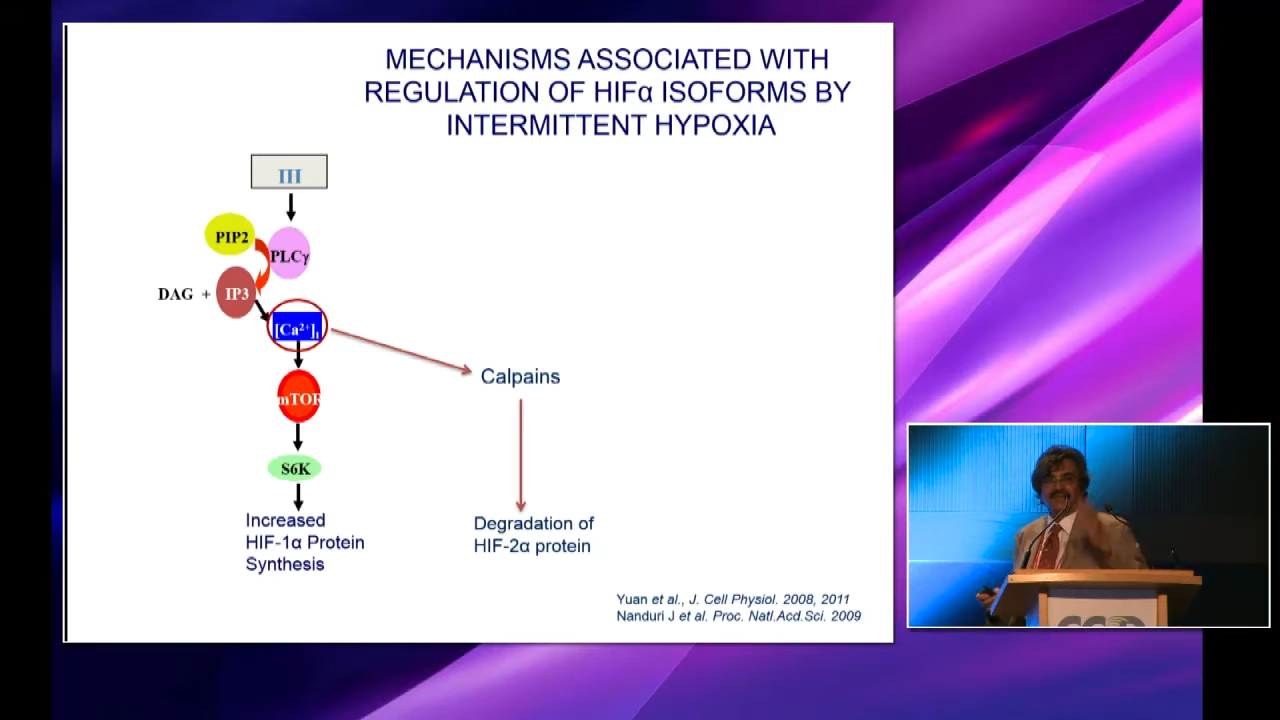 MECHANISMS ASSOCIATED WITH
REGULATION OF HIFα ISOFORMS BY
INTERMITTENT HYPOXIA
III
PIP2
PLCγ
DAG +
IP3
[Ca²⁺]i
Calpains
mTOR
S6K
Increased
HIF-1α Protein
Synthesis
Degradation of
HIF-2α protein
Yuan et al., J. Cell Physiol. 2008, 2011
Nanduri J et al. Proc. Natl.Acd.Sci. 2009